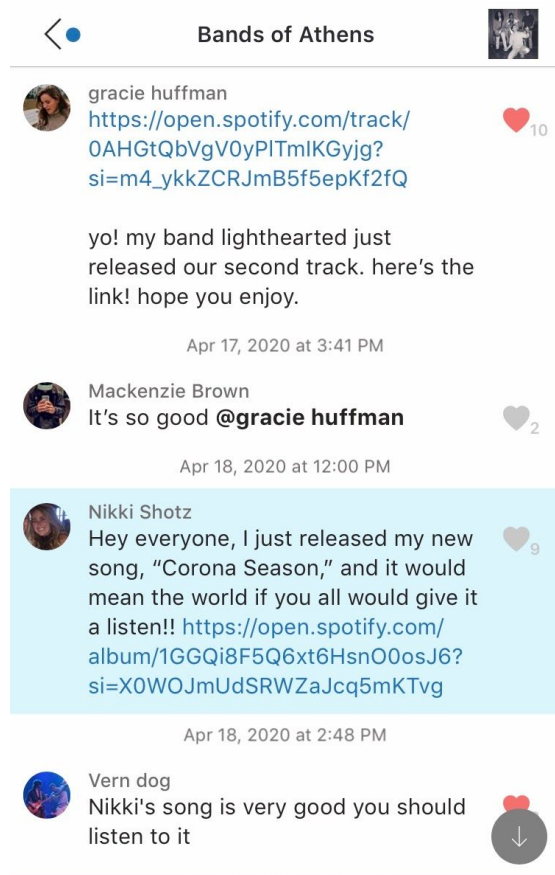 Bands of Athens
gracie huffman
https://open.spotify.com/track/
0AHGtQbVgV0yPlTmlKGyjg?
si=m4_ykkZCRJmB5f5epKf2fQ
10
yo! my band lighthearted just
released our second track. here's the
link! hope you enjoy.
Apr 17, 2020 at 3:41 PM
Mackenzie Brown
It's so good @gracie huffman
2
Apr 18, 2020 at 12:00 PM
Nikki Shotz
Hey everyone, I just released my new
song, “Corona Season,” and it would
9
mean the world if you all would give it
a listen!! https://open.spotify.com/
album/1GGQi8F5Q6xt6HsnO0osJ6?
si=X0WOJmUdSRWZaJcq5mKTvg
Apr 18, 2020 at 2:48 PM
Vern dog
Nikki's song is very good you should
listen to it